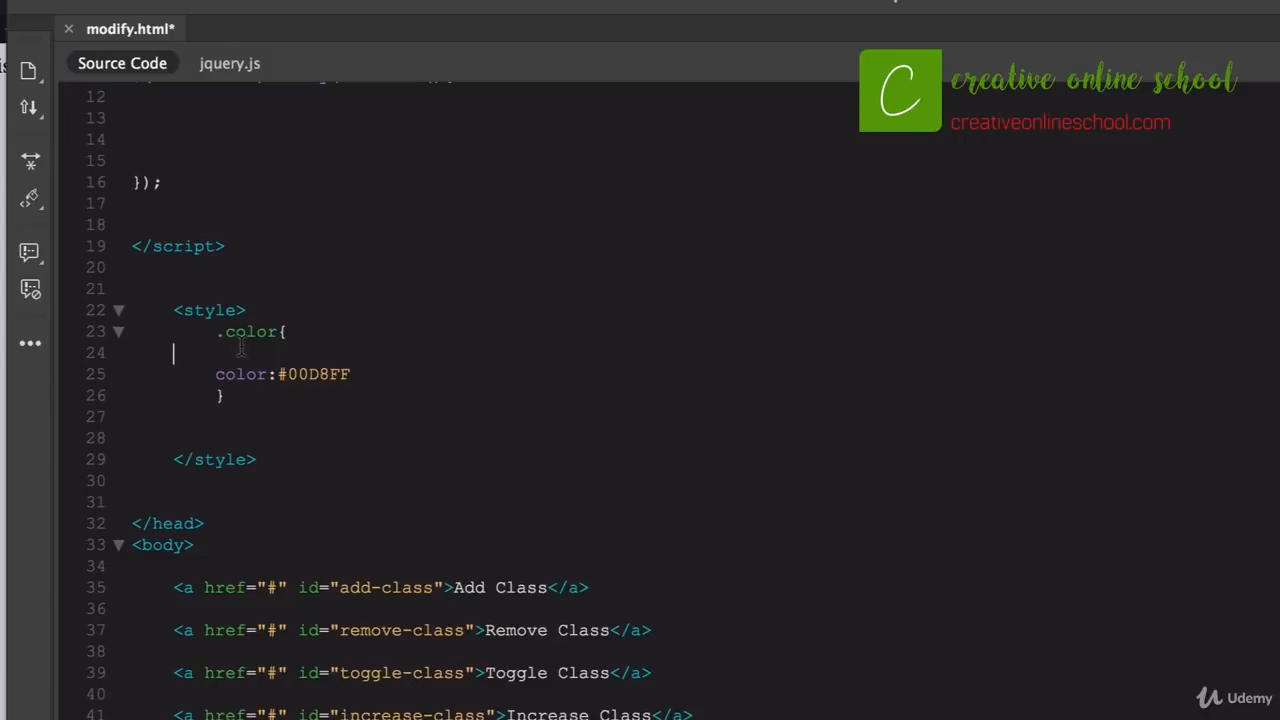 modify.html*
Source Code jquery.js
creative online school
creativeonlineschool.com
C
12
13
14
15
16 });
17
18
19 </script>
20
21
22 <style>
23 .color{
24
25 color:#00D8FF
26 }
27
28
29 </style>
30
31
32 </head>
33 <body>
34
35 <a href="#" id="add-class">Add Class</a>
36
37 <a href="#" id="remove-class">Remove Class</a>
38
39 <a href="#" id="toggle-class">Toggle Class</a>
40
41 <a href="#" id="increase-class">Increase Class</a>
Udemy